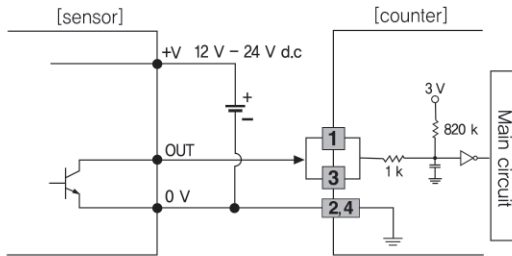 [sensor]
[counter]
+V 12 V – 24 V d.c
+
–
3 V
820 k
1
OUT
1 k
3
0 V
2,4
Main circuit